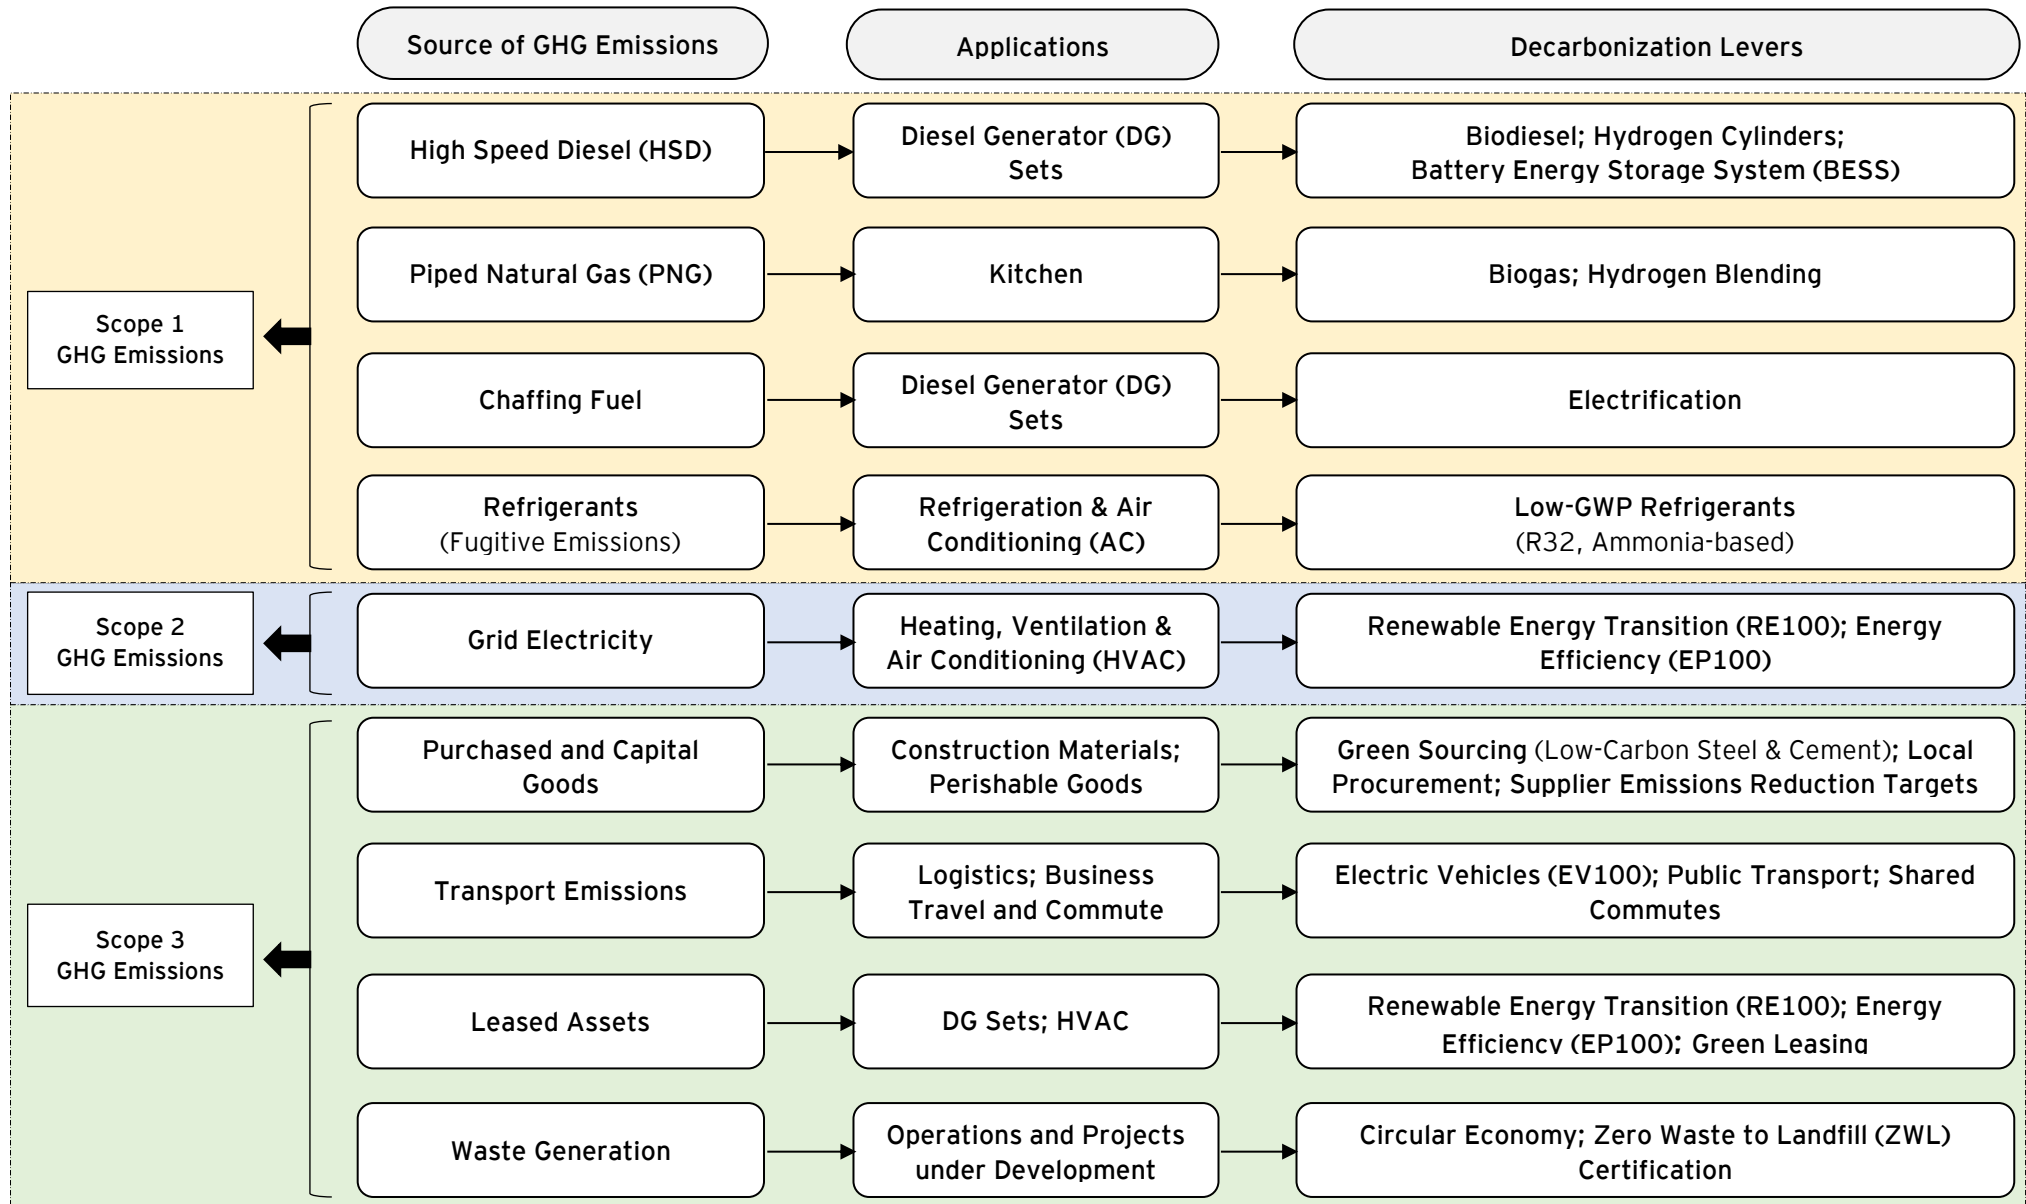 Source of GHG Emissions
Applications
Decarbonization Levers
Scope 1
GHG Emissions
High Speed Diesel (HSD)
Diesel Generator (DG)
Sets
Biodiesel; Hydrogen Cylinders;
Battery Energy Storage System (BESS)
Piped Natural Gas (PNG)
Kitchen
Biogas; Hydrogen Blending
Chaffing Fuel
Diesel Generator (DG)
Sets
Electrification
Refrigerants
(Fugitive Emissions)
Refrigeration & Air
Conditioning (AC)
Low-GWP Refrigerants
(R32, Ammonia-based)
Scope 2
GHG Emissions
Grid Electricity
Heating, Ventilation &
Air Conditioning (HVAC)
Renewable Energy Transition (RE100); Energy
Efficiency (EP100)
Scope 3
GHG Emissions
Purchased and Capital
Goods
Construction Materials;
Perishable Goods
Green Sourcing (Low-Carbon Steel & Cement); Local
Procurement; Supplier Emissions Reduction Targets
Transport Emissions
Logistics; Business
Travel and Commute
Electric Vehicles (EV100); Public Transport; Shared
Commutes
Leased Assets
DG Sets; HVAC
Renewable Energy Transition (RE100); Energy
Efficiency (EP100); Green Leasing
Waste Generation
Operations and Projects
under Development
Circular Economy; Zero Waste to Landfill (ZWL)
Certification